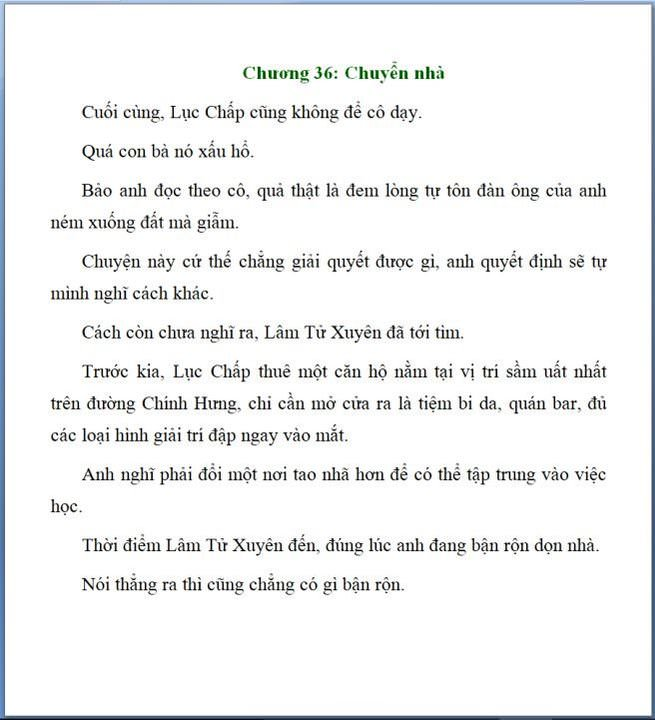 Chương 36: Chuyển nhà
Cuối cùng, Lục Chấp cũng không để cô dạy.
Quá con bà nó xấu hổ.
Bảo anh đọc theo cô, quả thật là đem lòng tự tôn đàn ông của anh
ném xuống đất mà giẫm.
Chuyện này cứ thế chẳng giải quyết được gì, anh quyết định sẽ tự
mình nghĩ cách khác.
Cách còn chưa nghĩ ra, Lâm Tử Xuyên đã tới tìm.
Trước kia, Lục Chấp thuê một căn hộ nằm tại vị trí sầm uất nhất
trên đường Chính Hưng, chỉ cần mở cửa ra là tiệm bi da, quán bar, đủ
các loại hình giải trí đập ngay vào mắt.
Anh nghĩ phải đổi một nơi tao nhã hơn để có thể tập trung vào việc
học.
Thời điểm Lâm Tử Xuyên đến, đúng lúc anh đang bận rộn dọn nhà.
Nói thẳng ra thì cũng chẳng có gì bận rộn.